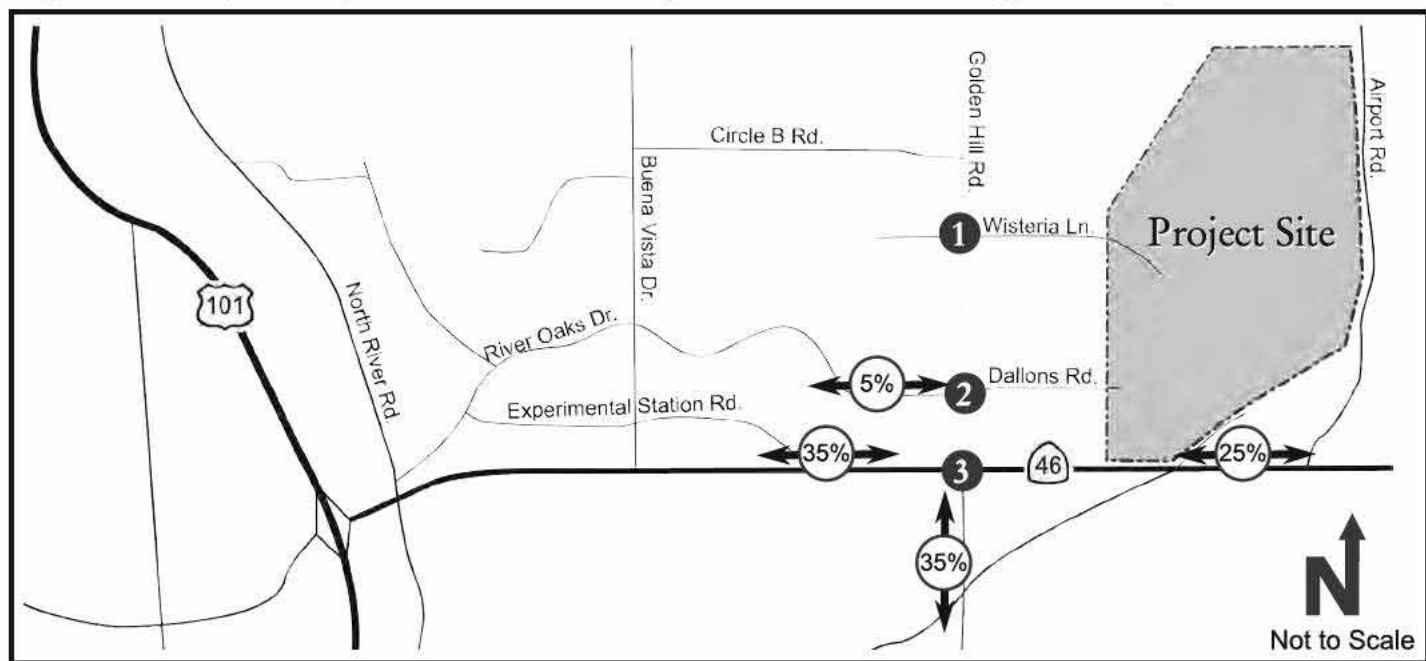 Golden Hill Rd.
Airport Rd.
Circle B Rd.
Buena Vista Dr.
1
Wisteria Ln.
Project Site
101
North River Rd.
River Oaks Dr.
5%
2
Dallons Rd.
Experimental Station Rd.
35%
3
46
25%
35%
N
Not to Scale